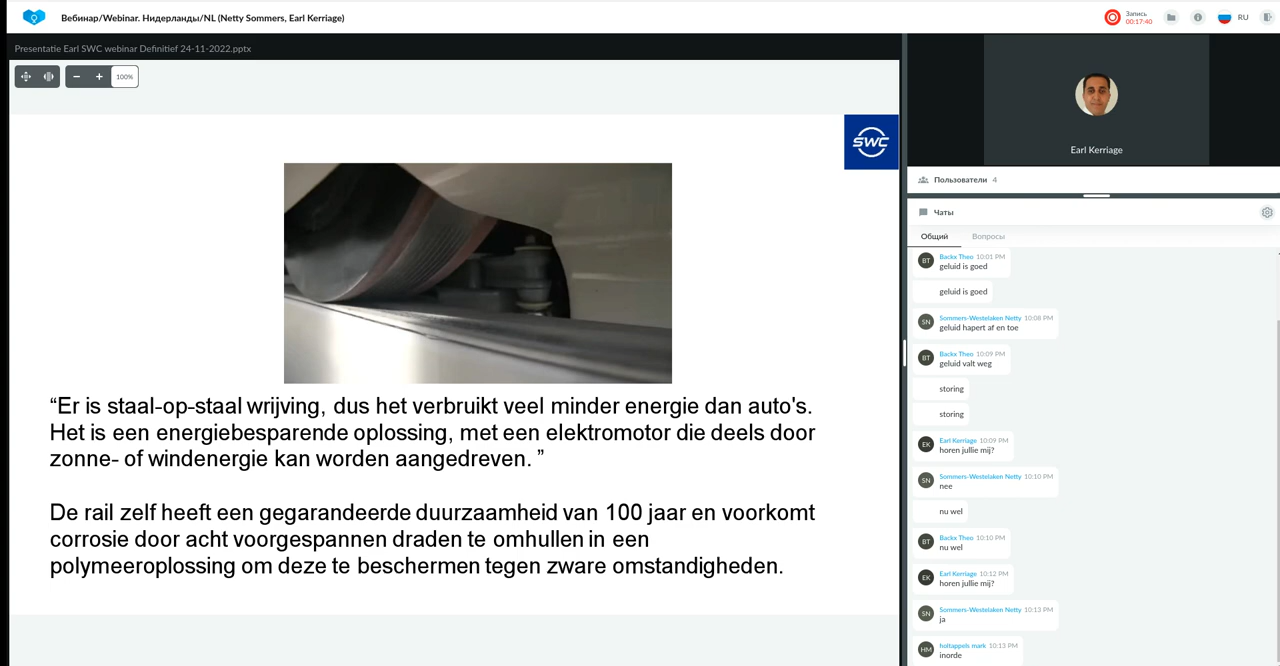 Вебинар/Webinar. Нидерланды/NL (Netty Sommers, Earl Kerriage)
Запись
00:17:40
RU
Presentatie Earl SWC webinar Definitief 24-11-2022.pptx
100%
SWC
“Er is staal-op-staal wrijving, dus het verbruikt veel minder energie dan auto's.
Het is een energiebesparende oplossing, met een elektromotor die deels door
zonne- of windenergie kan worden aangedreven. ”
De rail zelf heeft een gegarandeerde duurzaamheid van 100 jaar en voorkomt
corrosie door acht voorgespannen draden te omhullen in een
polymeeroplossing om deze te beschermen tegen zware omstandigheden.
Earl Kerriage
Пользователи 4
Чаты
Общий Вопросы
BT Backx Theo 10:01 PM
geluid is goed
geluid is goed
SN Sommers-Westelaken Netty 10:08 PM
geluid hapert af en toe
BT Backx Theo 10:09 PM
geluid valt weg
storing
storing
EK Earl Kerriage 10:09 PM
horen jullie mij?
SN Sommers-Westelaken Netty 10:10 PM
nee
nu wel
BT Backx Theo 10:10 PM
nu wel
EK Earl Kerriage 10:12 PM
horen jullie mij?
SN Sommers-Westelaken Netty 10:13 PM
ja
HM holtappels mark 10:13 PM
inorde